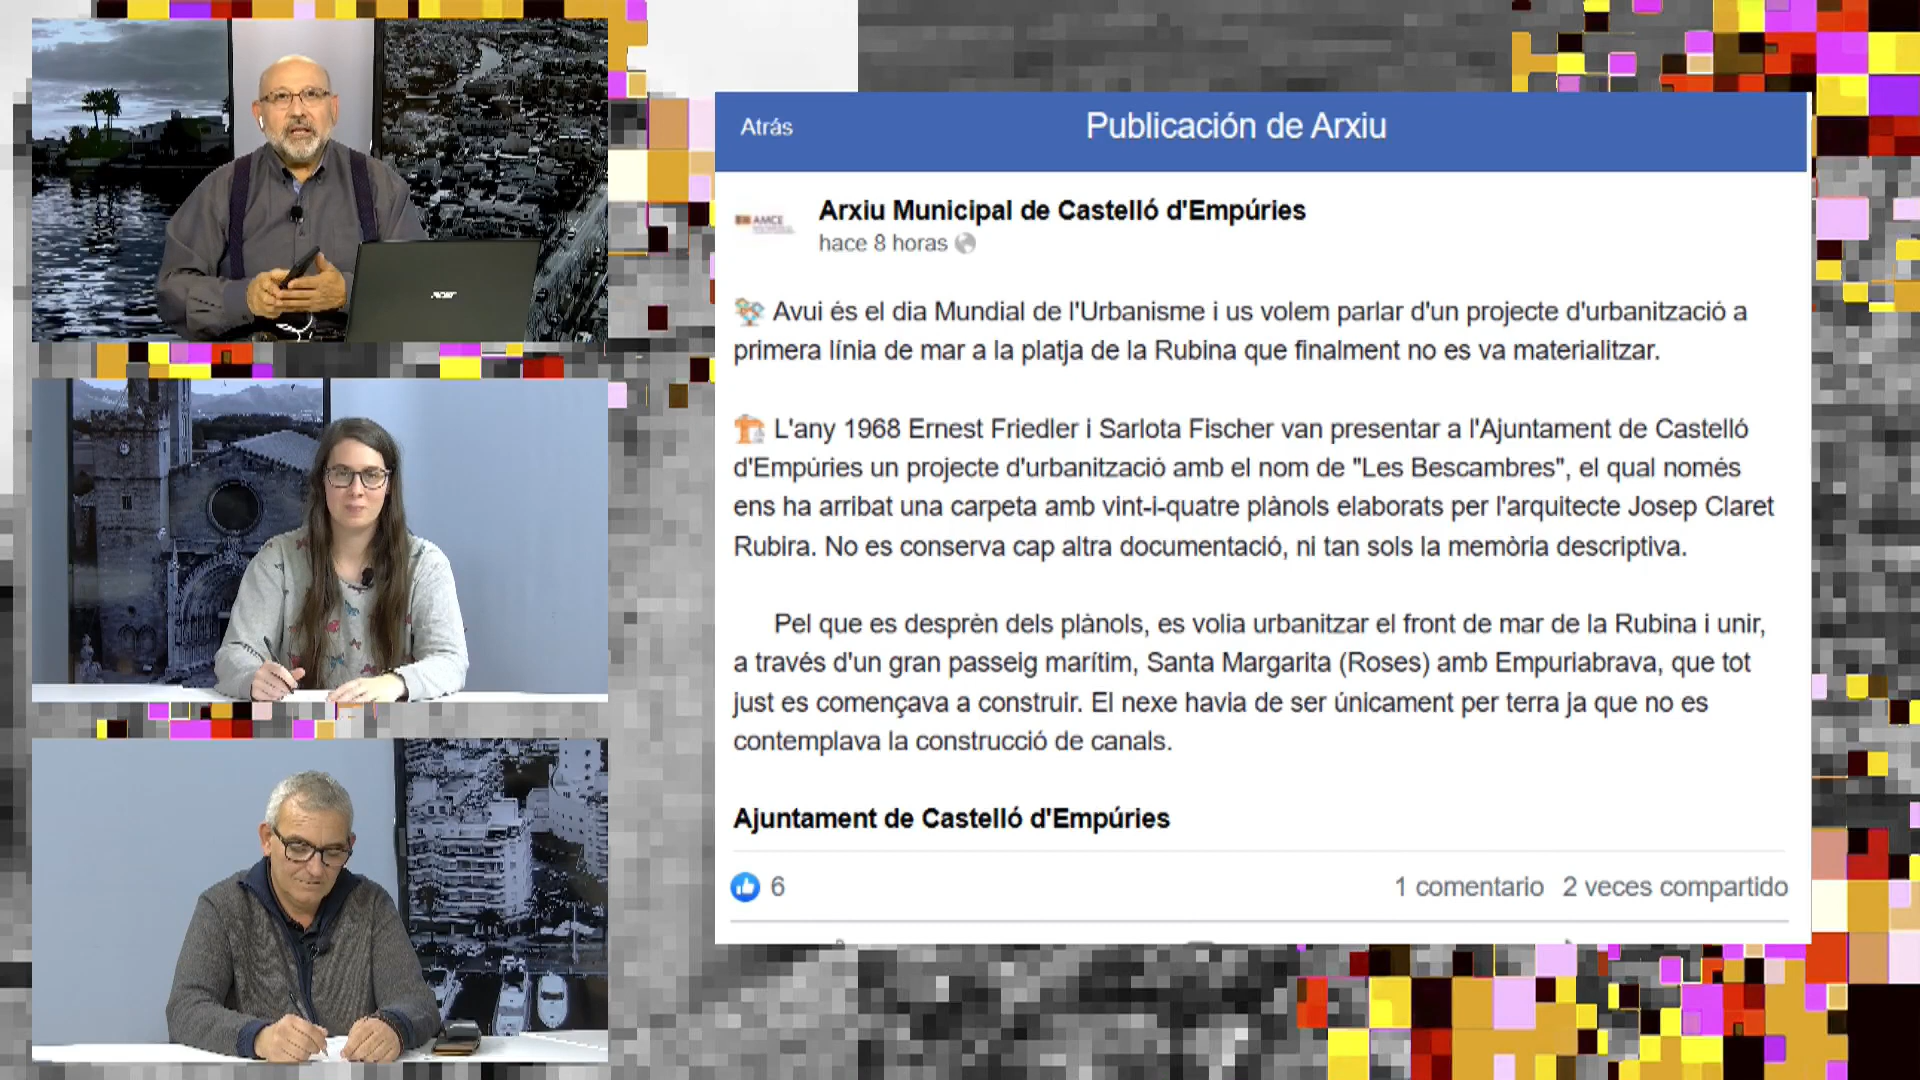 Atrás
Publicación de Arxiu
AMCE
Arxiu Municipal de Castelló d'Empúries
hace 8 horas
Avui és el dia Mundial de l'Urbanisme i us volem parlar d'un projecte d'urbanització a
primera línia de mar a la platja de la Rubina que finalment no es va materialitzar.
L'any 1968 Ernest Friedler i Sarlota Fischer van presentar a l'Ajuntament de Castelló
d'Empúries un projecte d'urbanització amb el nom de "Les Bescambres", el qual només
ens ha arribat una carpeta amb vint-i-quatre plànols elaborats per l'arquitecte Josep Claret
Rubira. No es conserva cap altra documentació, ni tan sols la memòria descriptiva.
Pel que es desprèn dels plànols, es volia urbanitzar el front de mar de la Rubina i unir,
a través d'un gran passeig marítim, Santa Margarita (Roses) amb Empuriabrava, que tot
just es començava a construir. El nexe havia de ser únicament per terra ja que no es
contemplava la construcció de canals.
Ajuntament de Castelló d'Empúries
6
1 comentario 2 veces compartido
acer